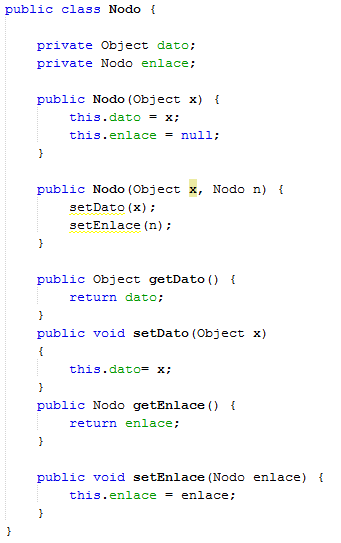 public class Nodo {
private Object dato;
private Nodo enlace;
public Nodo(Object x) {
this.dato = x;
this.enlace = null;
}
public Nodo(Object x, Nodo n) {
setDato(x);
setEnlace(n);
}
public Object getDato() {
return dato;
}
public void setDato(Object x)
{
this.dato= x;
}
public Nodo getEnlace() {
return enlace;
}
public void setEnlace(Nodo enlace) {
this.enlace = enlace;
}
}